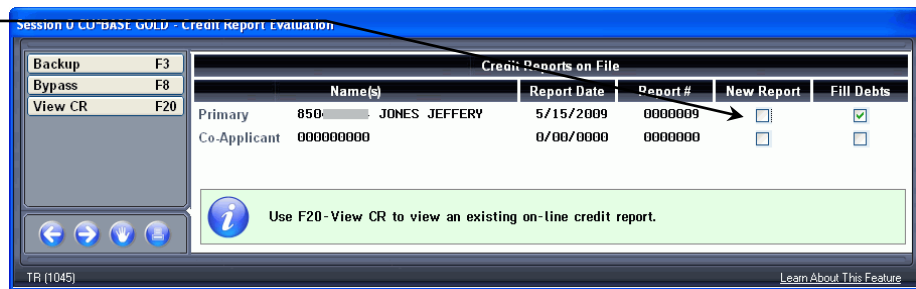 Session 0 CU*BASE GOLD - Credit Report Evaluation
Backup F3
Bypass F8
View CR F20
Credit Reports on File
Name(s) Report Date Report # New Report Fill Debts
Primary 850 JONES JEFFERY 5/15/2009 0000009
Co-Applicant 000000000 0/00/0000 0000000
Use F20-View CR to view an existing on-line credit report.
TR (1045) Learn About This Feature